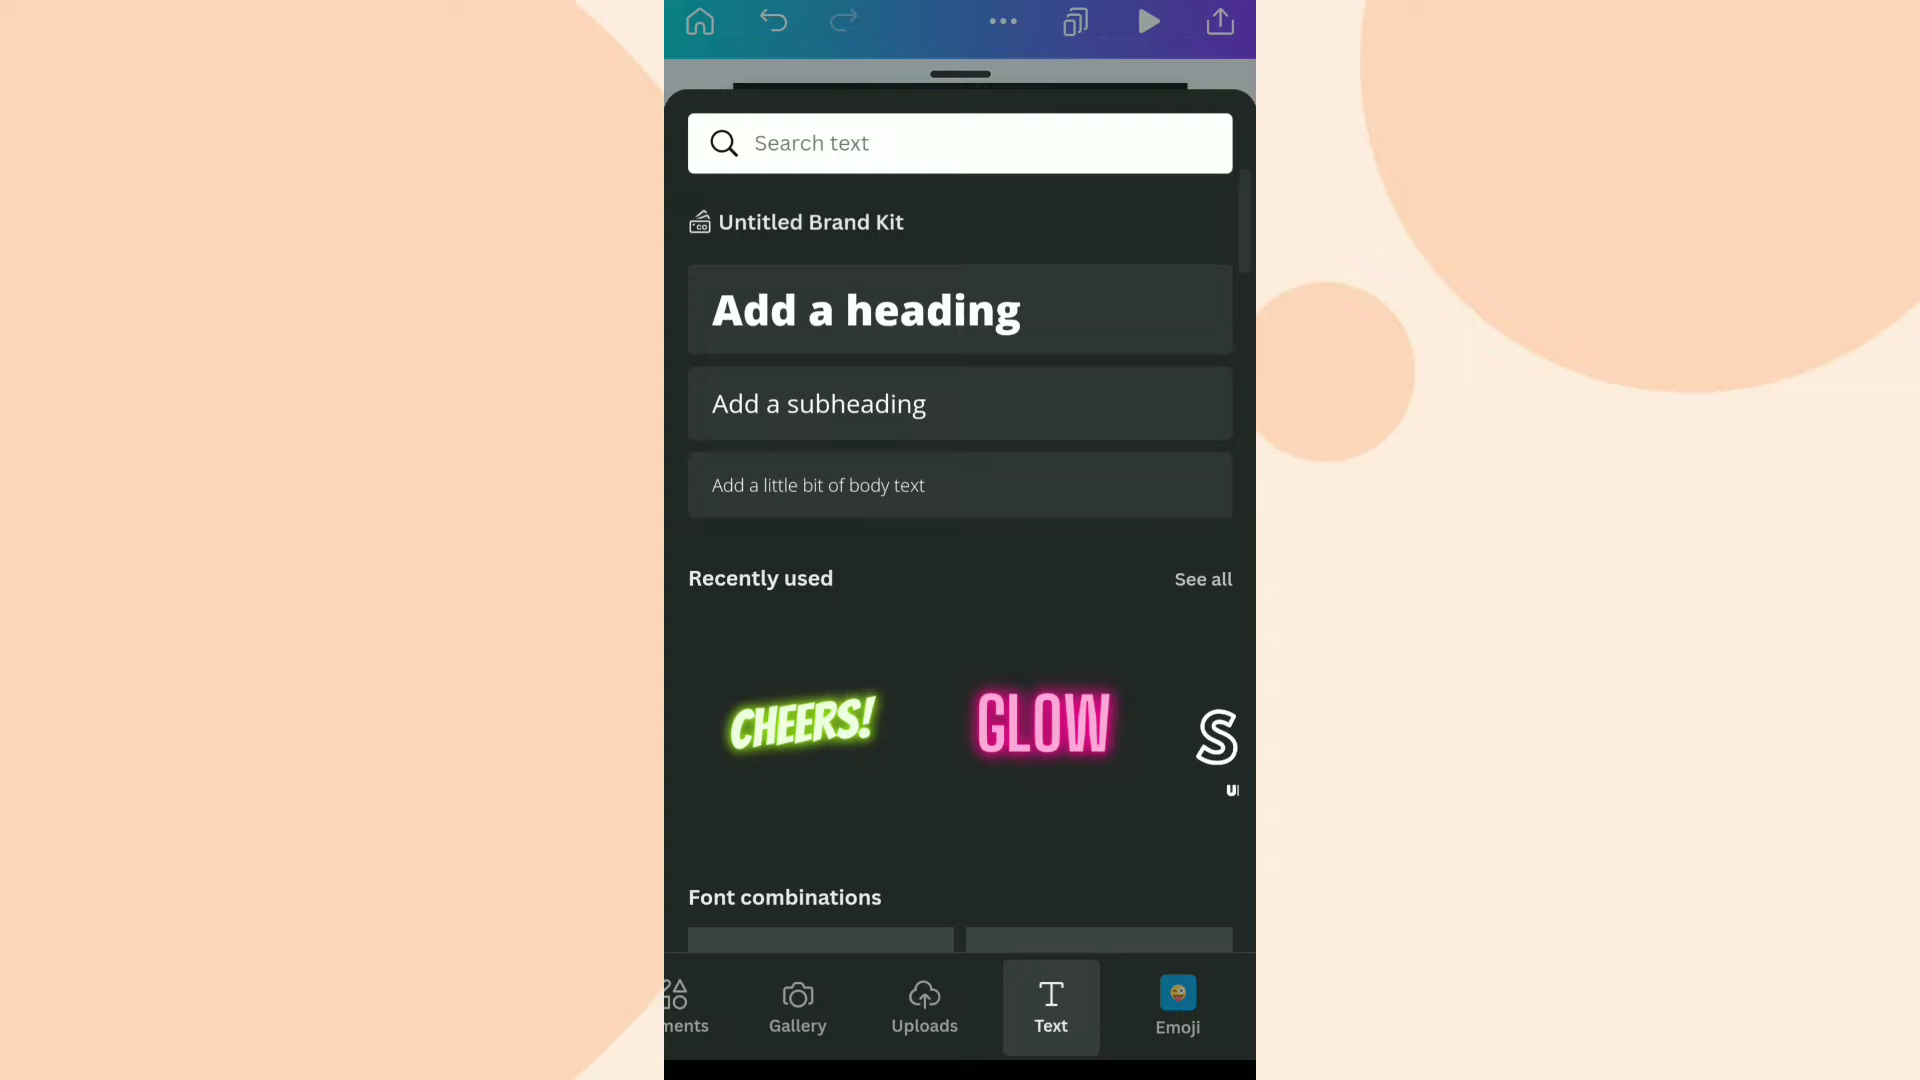 Search text
CO
Untitled Brand Kit
Add a heading
Add a subheading
Add a little bit of body text
Recently used
See all
CHEERS!
GLOW
S
Font combinations
Gallery
Uploads
Text
Emoji